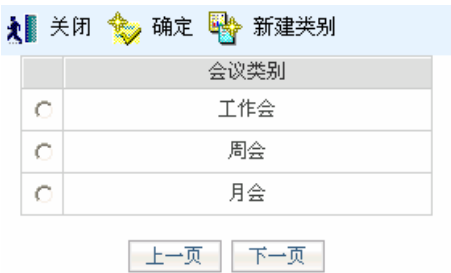 关闭 确定 新建类别
会议类别
工作会
周会
月会
上一页 下一页